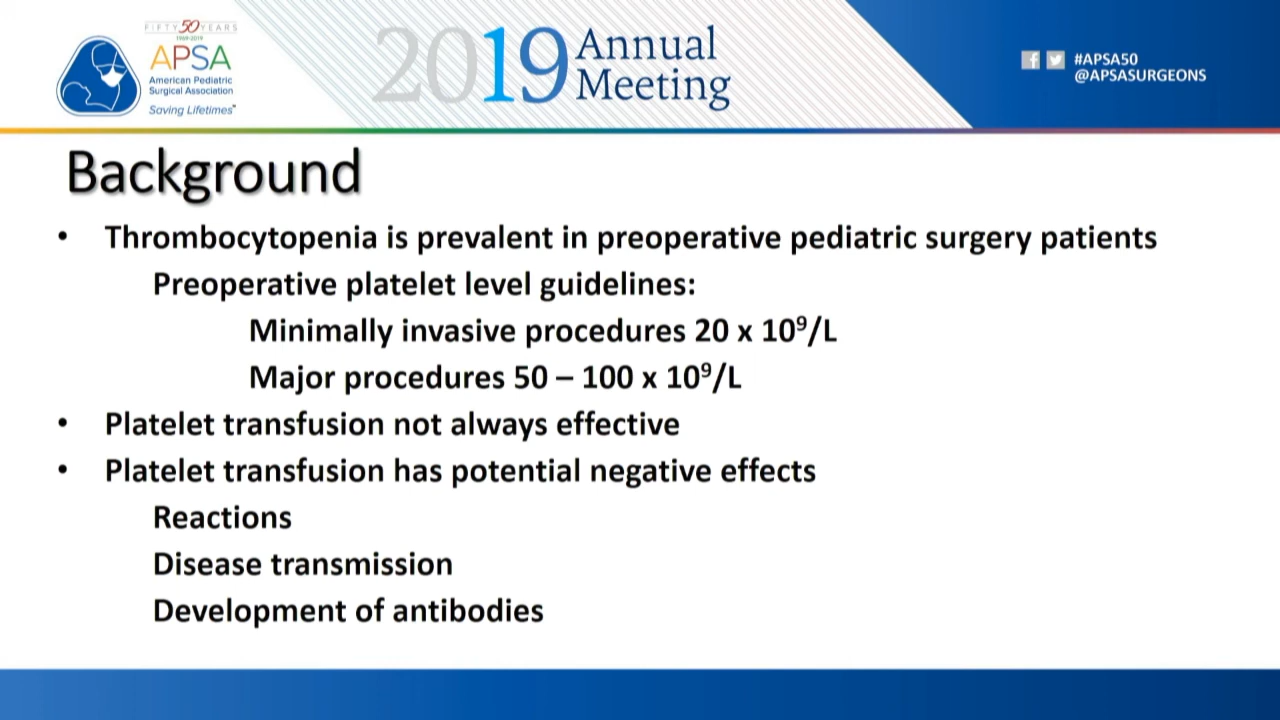 FIFTY 50 YEARS
1969-2019
APSA
American Pediatric
Surgical Association
Saving Lifetimes™
2019 Annual
Meeting
#APSA50
@APSASURGEONS
Background
• Thrombocytopenia is prevalent in preoperative pediatric surgery patients
Preoperative platelet level guidelines:
Minimally invasive procedures 20 x 10⁹/L
Major procedures 50 – 100 x 10⁹/L
• Platelet transfusion not always effective
• Platelet transfusion has potential negative effects
Reactions
Disease transmission
Development of antibodies